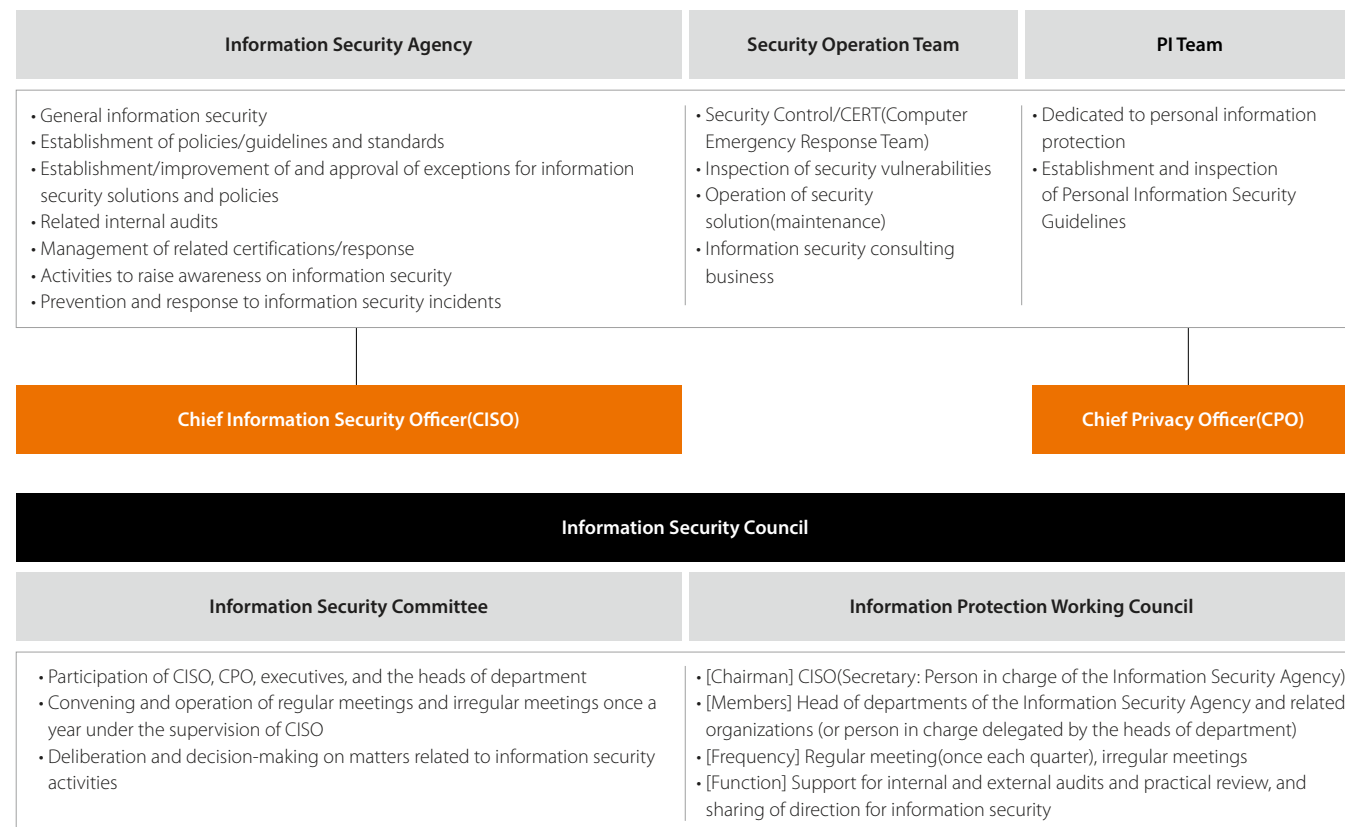 Information Security Agency
Security Operation Team
PI Team
• General information security
• Establishment of policies/guidelines and standards
• Establishment/improvement of and approval of exceptions for information
security solutions and policies
• Related internal audits
• Management of related certifications/response
• Activities to raise awareness on information security
• Prevention and response to information security incidents
• Security Control/CERT(Computer
Emergency Response Team)
• Inspection of security vulnerabilities
• Operation of security
solution(maintenance)
• Information security consulting
business
• Dedicated to personal information
protection
• Establishment and inspection
of Personal Information Security
Guidelines
Chief Information Security Officer(CISO)
Chief Privacy Officer(CPO)
Information Security Council
Information Security Committee
Information Protection Working Council
• Participation of CISO, CPO, executives, and the heads of department
• Convening and operation of regular meetings and irregular meetings once a
year under the supervision of CISO
• Deliberation and decision-making on matters related to information security
activities
• [Chairman] CISO(Secretary: Person in charge of the Information Security Agency)
• [Members] Head of departments of the Information Security Agency and related
organizations (or person in charge delegated by the heads of department)
• [Frequency] Regular meeting(once each quarter), irregular meetings
• [Function] Support for internal and external audits and practical review, and
sharing of direction for information security